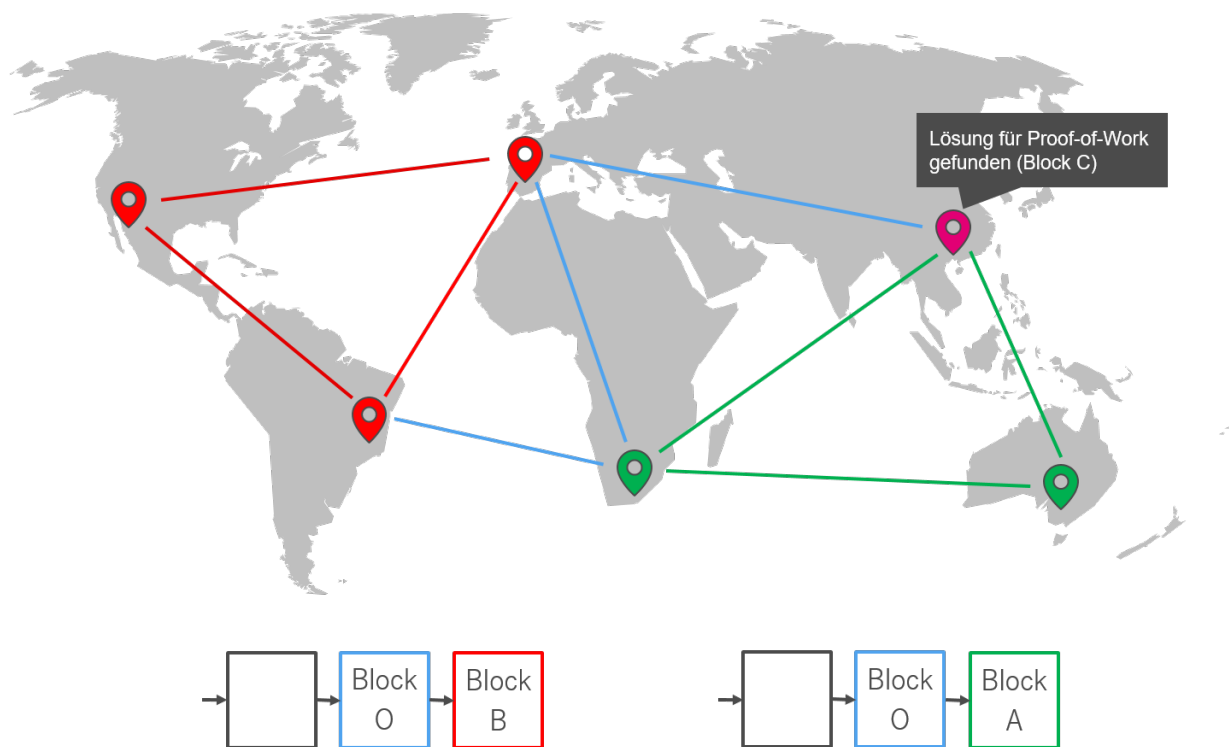 Lösung für Proof-of-Work
gefunden (Block C)
Block
O
Block
B
Block
O
Block
A